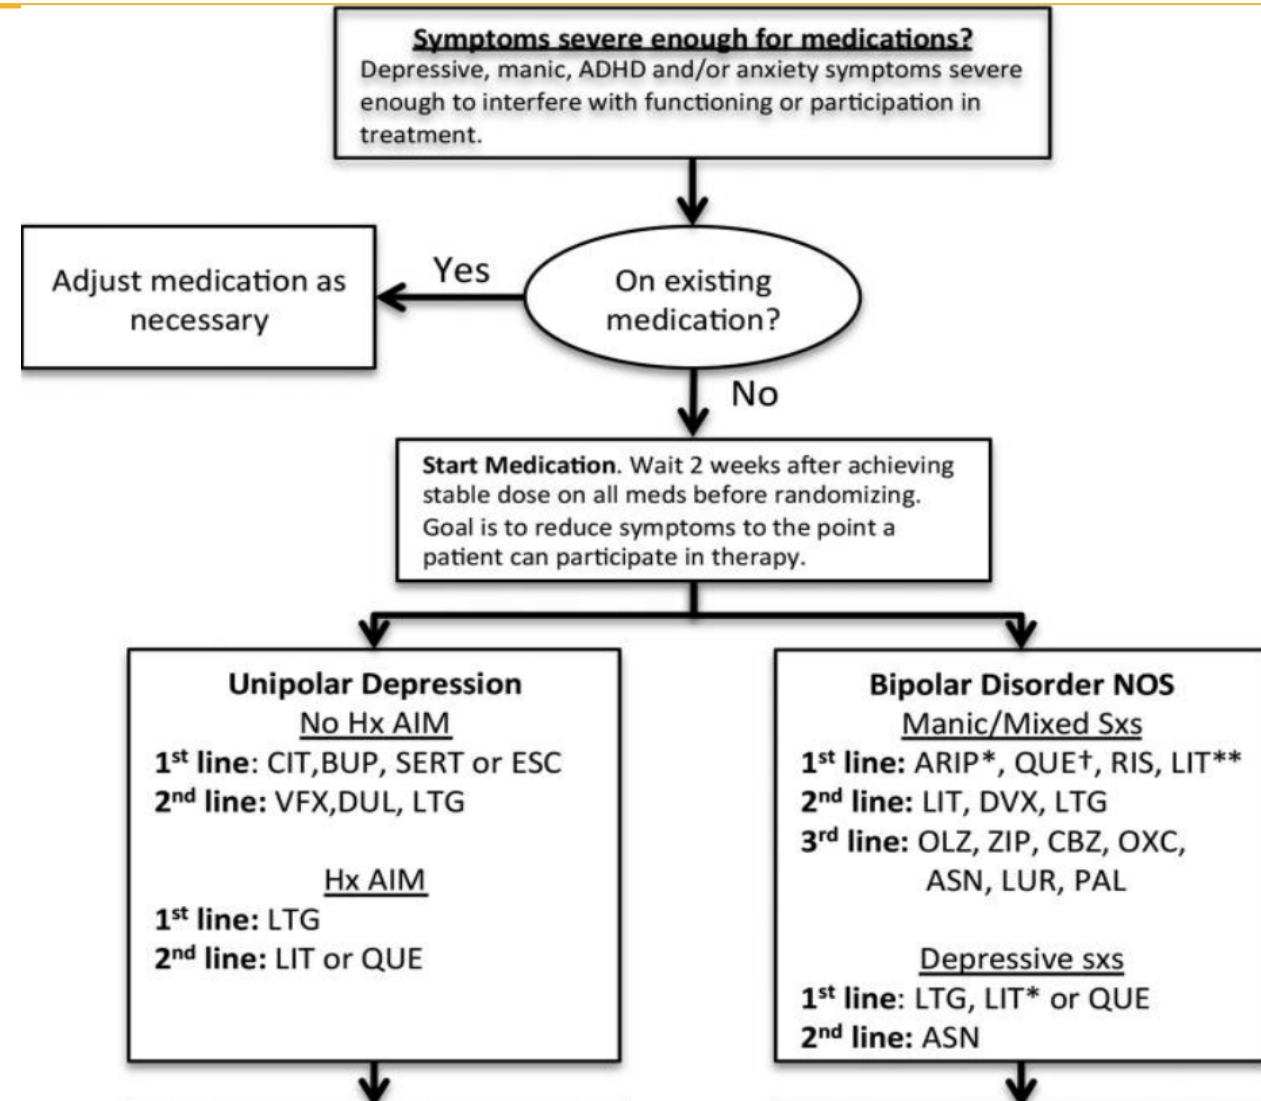 Symptoms severe enough for medications?
Depressive, manic, ADHD and/or anxiety symptoms severe
enough to interfere with functioning or participation in
treatment.
Adjust medication as
necessary
Yes
On existing
medication?
No
Start Medication. Wait 2 weeks after achieving
stable dose on all meds before randomizing.
Goal is to reduce symptoms to the point a
patient can participate in therapy.
Unipolar Depression
No Hx AIM
1st line: CIT,BUP, SERT or ESC
2nd line: VFX,DUL, LTG
Hx AIM
1st line: LTG
2nd line: LIT or QUE
Bipolar Disorder NOS
Manic/Mixed Sxs
1st line: ARIP*, QUE†, RIS, LIT**
2nd line: LIT, DVX, LTG
3rd line: OLZ, ZIP, CBZ, OXC,
ASN, LUR, PAL
Depressive sxs
1st line: LTG, LIT* or QUE
2nd line: ASN